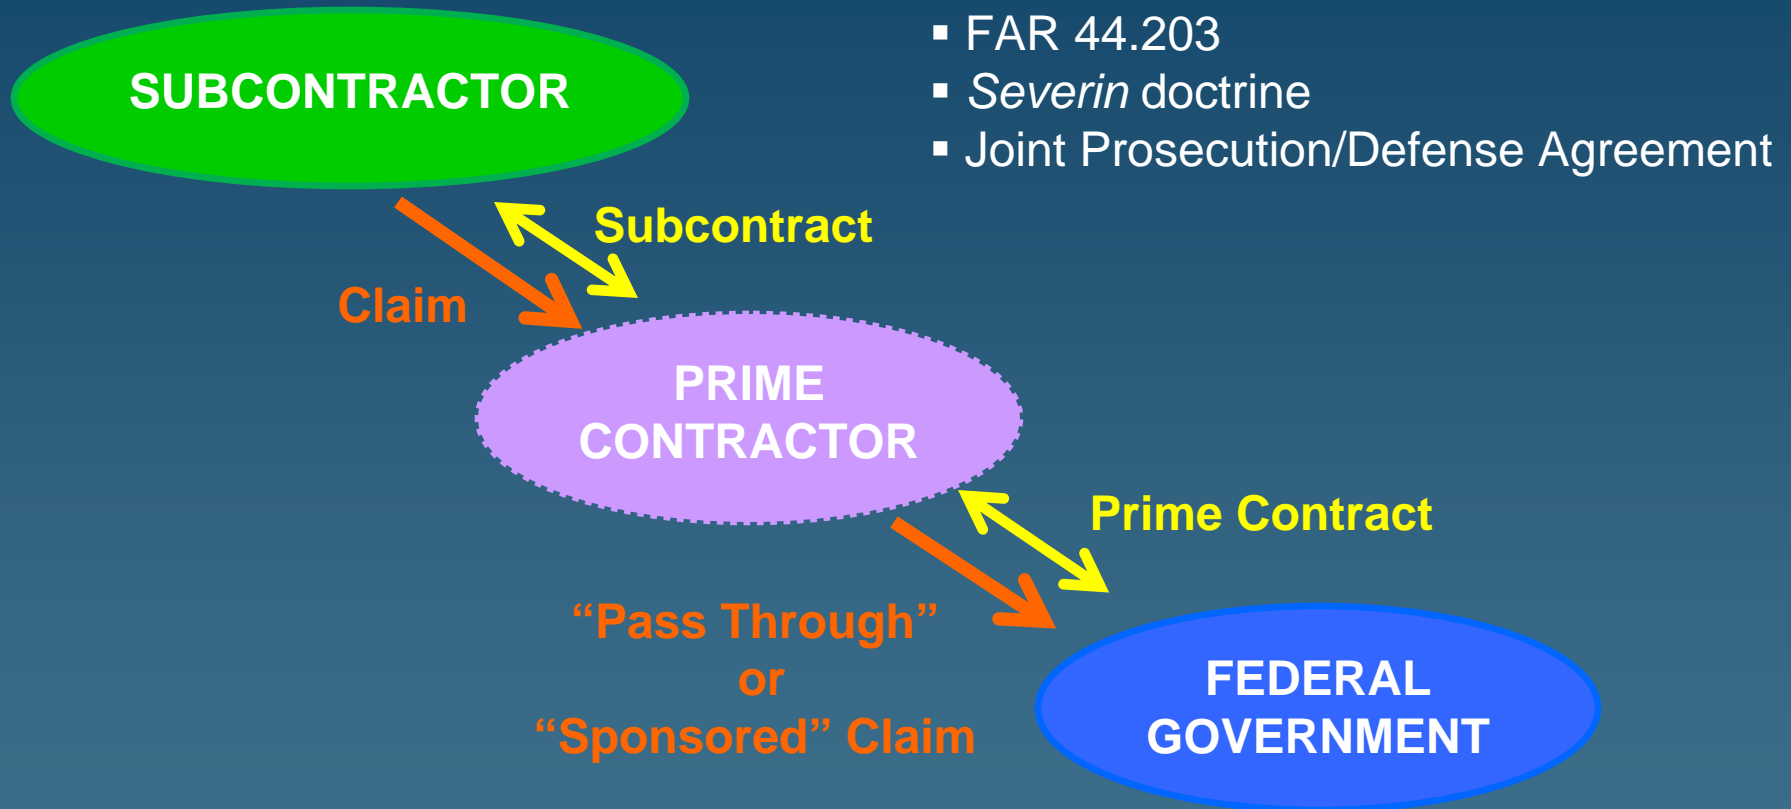 SUBCONTRACTOR
▪ FAR 44.203
▪ Severin doctrine
▪ Joint Prosecution/Defense Agreement
Subcontract
Claim
PRIME
CONTRACTOR
Prime Contract
“Pass Through”
or
“Sponsored” Claim
FEDERAL
GOVERNMENT